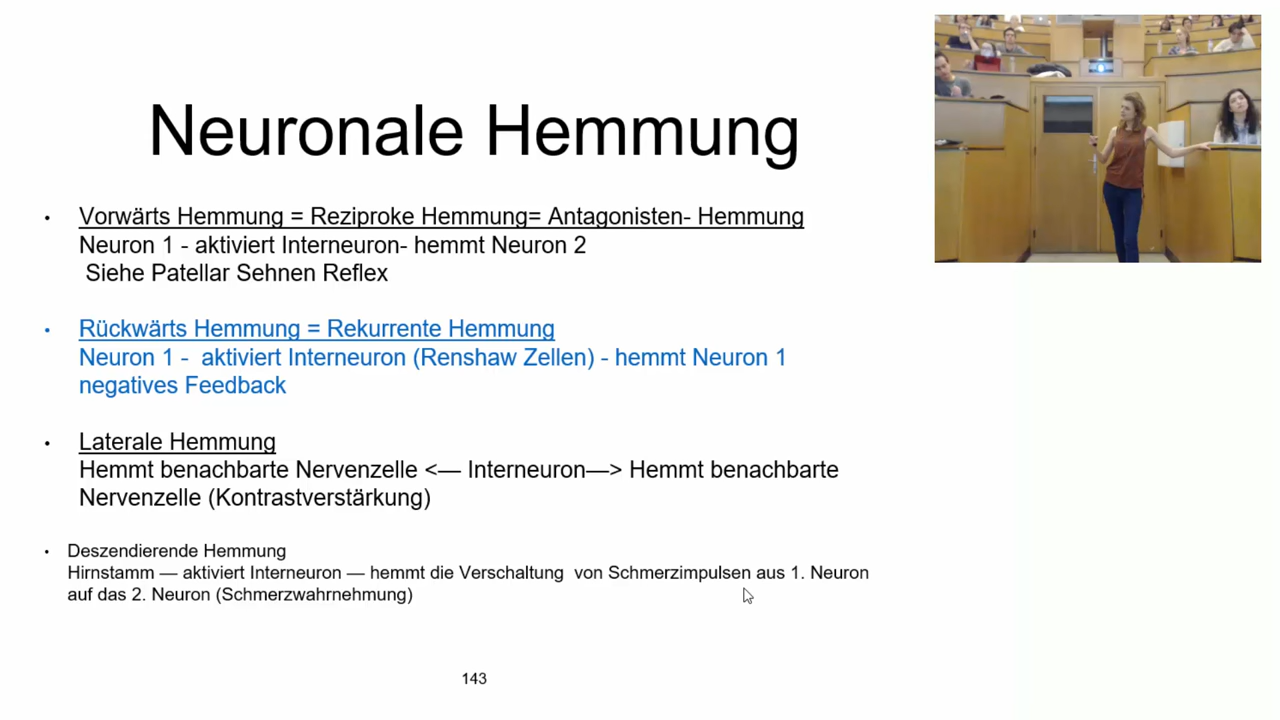 Neuronale Hemmung
• Vorwärts Hemmung = Reziproke Hemmung= Antagonisten- Hemmung
Neuron 1 - aktiviert Interneuron- hemmt Neuron 2
Siehe Patellar Sehnen Reflex
• Rückwärts Hemmung = Rekurrente Hemmung
Neuron 1 - aktiviert Interneuron (Renshaw Zellen) - hemmt Neuron 1
negatives Feedback
• Laterale Hemmung
Hemmt benachbarte Nervenzelle <— Interneuron—> Hemmt benachbarte
Nervenzelle (Kontrastverstärkung)
• Deszendierende Hemmung
Hirnstamm — aktiviert Interneuron — hemmt die Verschaltung von Schmerzimpulsen aus 1. Neuron
auf das 2. Neuron (Schmerzwahrnehmung)
143